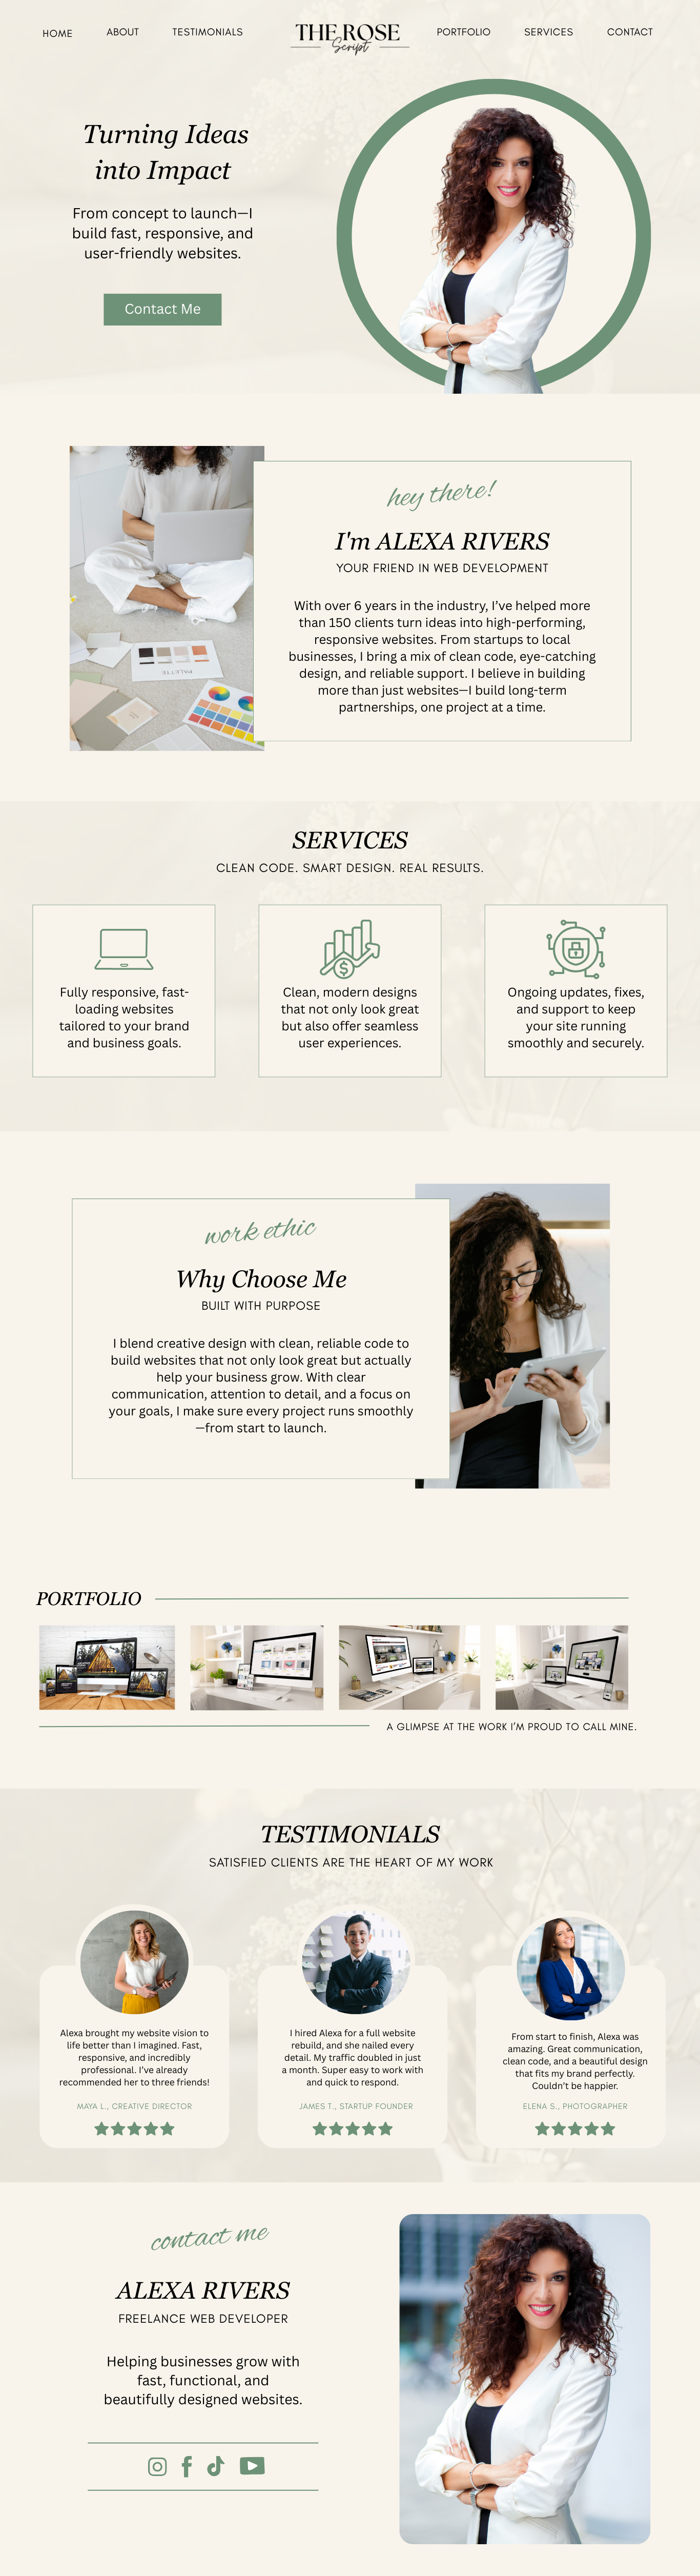 HOME ABOUT TESTIMONIALS THE ROSE PORTFOLIO SERVICES CONTACT
Script
Turning Ideas
into Impact
From concept to launch—I
build fast, responsive, and
user-friendly websites.
Contact Me
hey there!
I'm ALEXA RIVERS
YOUR FRIEND IN WEB DEVELOPMENT
With over 6 years in the industry, I've helped more
than 150 clients turn ideas into high-performing,
responsive websites. From startups to local
businesses, I bring a mix of clean code, eye-catching
design, and reliable support. I believe in building
more than just websites—I build long-term
partnerships, one project at a time.
PALETTE
SERVICES
CLEAN CODE. SMART DESIGN. REAL RESULTS.
Fully responsive, fast-
loading websites
tailored to your brand
and business goals.
Clean, modern designs
that not only look great
but also offer seamless
user experiences.
Ongoing updates, fixes,
and support to keep
your site running
smoothly and securely.
work ethic
Why Choose Me
BUILT WITH PURPOSE
I blend creative design with clean, reliable code to
build websites that not only look great but actually
help your business grow. With clear
communication, attention to detail, and a focus on
your goals, I make sure every project runs smoothly
—from start to launch.
PORTFOLIO
A GLIMPSE AT THE WORK I'M PROUD TO CALL MINE.
TESTIMONIALS
SATISFIED CLIENTS ARE THE HEART OF MY WORK
Alexa brought my website vision to
life better than I imagined. Fast,
responsive, and incredibly
professional. I've already
recommended her to three friends!
MAYA L., CREATIVE DIRECTOR
I hired Alexa for a full website
rebuild, and she nailed every
detail. My traffic doubled in just
a month. Super easy to work with
and quick to respond.
JAMES T., STARTUP FOUNDER
From start to finish, Alexa was
amazing. Great communication,
clean code, and a beautiful design
that fits my brand perfectly.
Couldn't be happier.
ELENA S., PHOTOGRAPHER
contact me
ALEXA RIVERS
FREELANCE WEB DEVELOPER
Helping businesses grow with
fast, functional, and
beautifully designed websites.